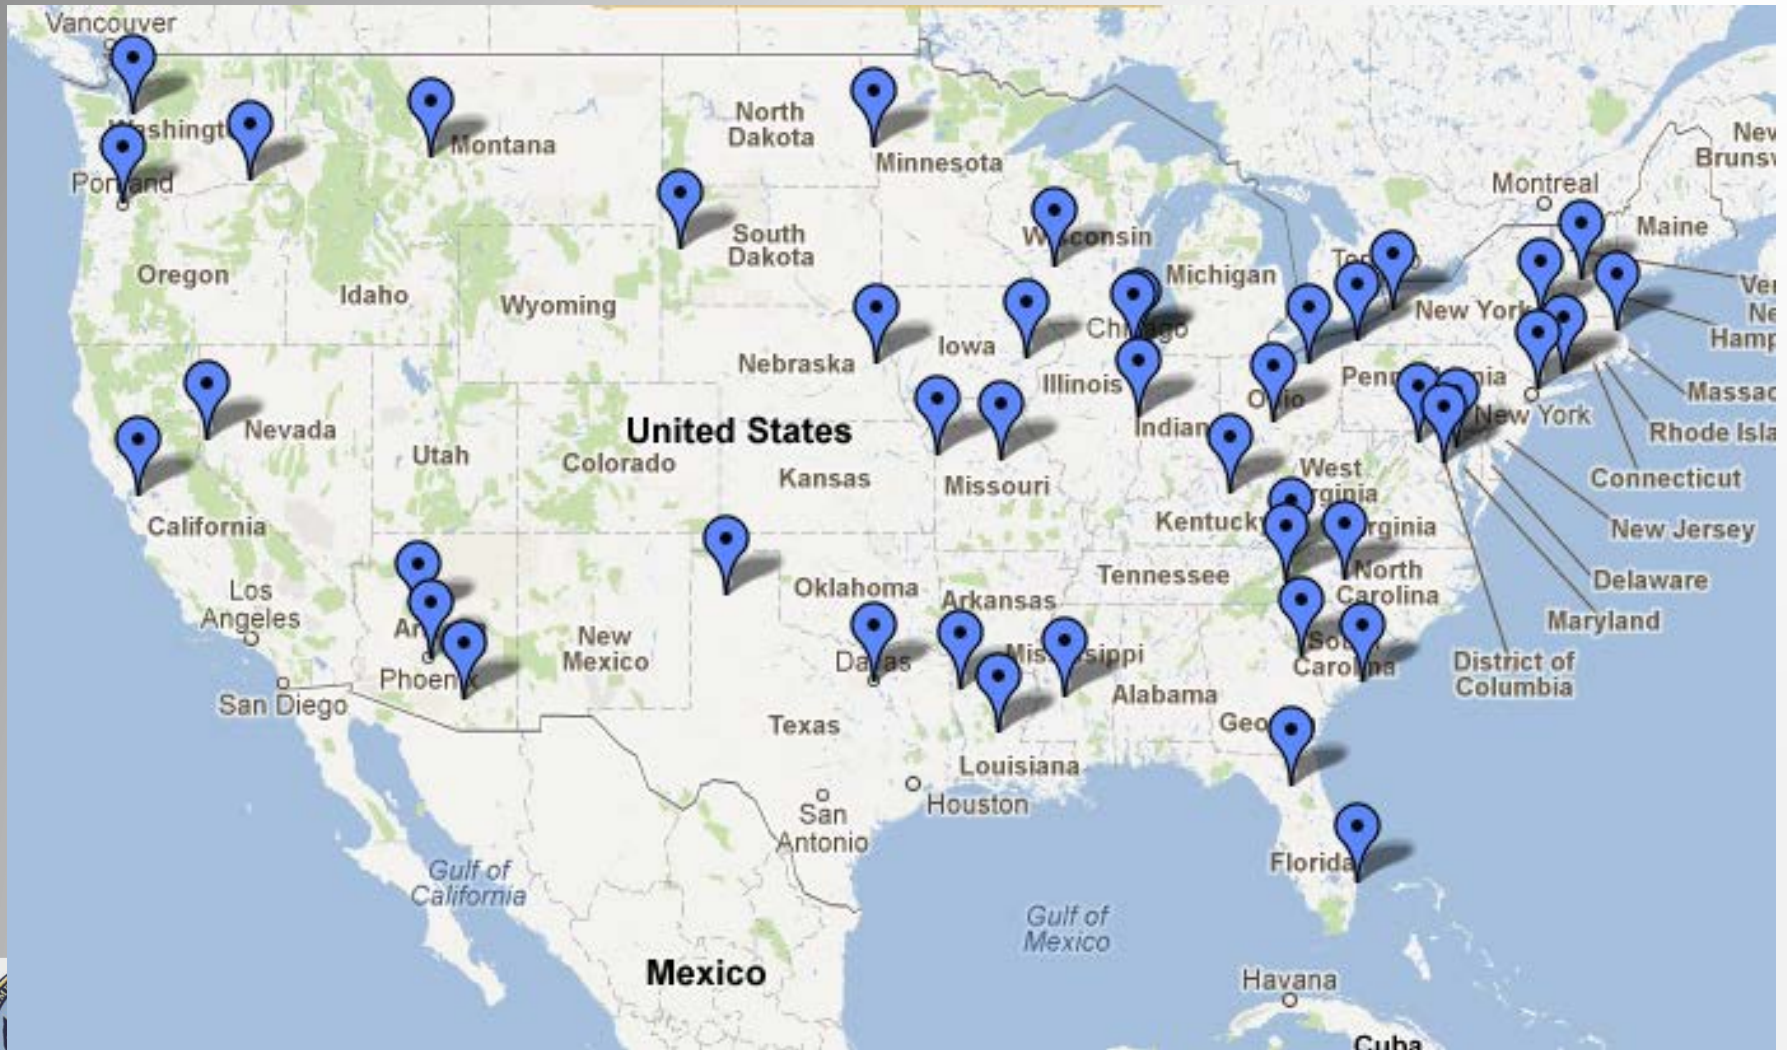 Vancouver
North
Dakota
Montana
Minnesota
Montreal
Maine
South
Dakota
Oregon
Idaho
Wyoming
Michigan
New York
Iowa
Nebraska
Illinois
United States
New York
Nevada
Utah
Colorado
Kansas
Missouri
West
California
Rhode Isla
Connecticut
New Jersey
Delaware
Maryland
District of
Columbia
Tennessee
North
Carolina
Oklahoma
Arkansas
Los
Angeles
New
Mexico
San Diego
Texas
Alabama
Louisiana
Houston
San
Antonio
Gulf of
California
Florida
Gulf of
Mexico
Mexico
Havana
Cuba